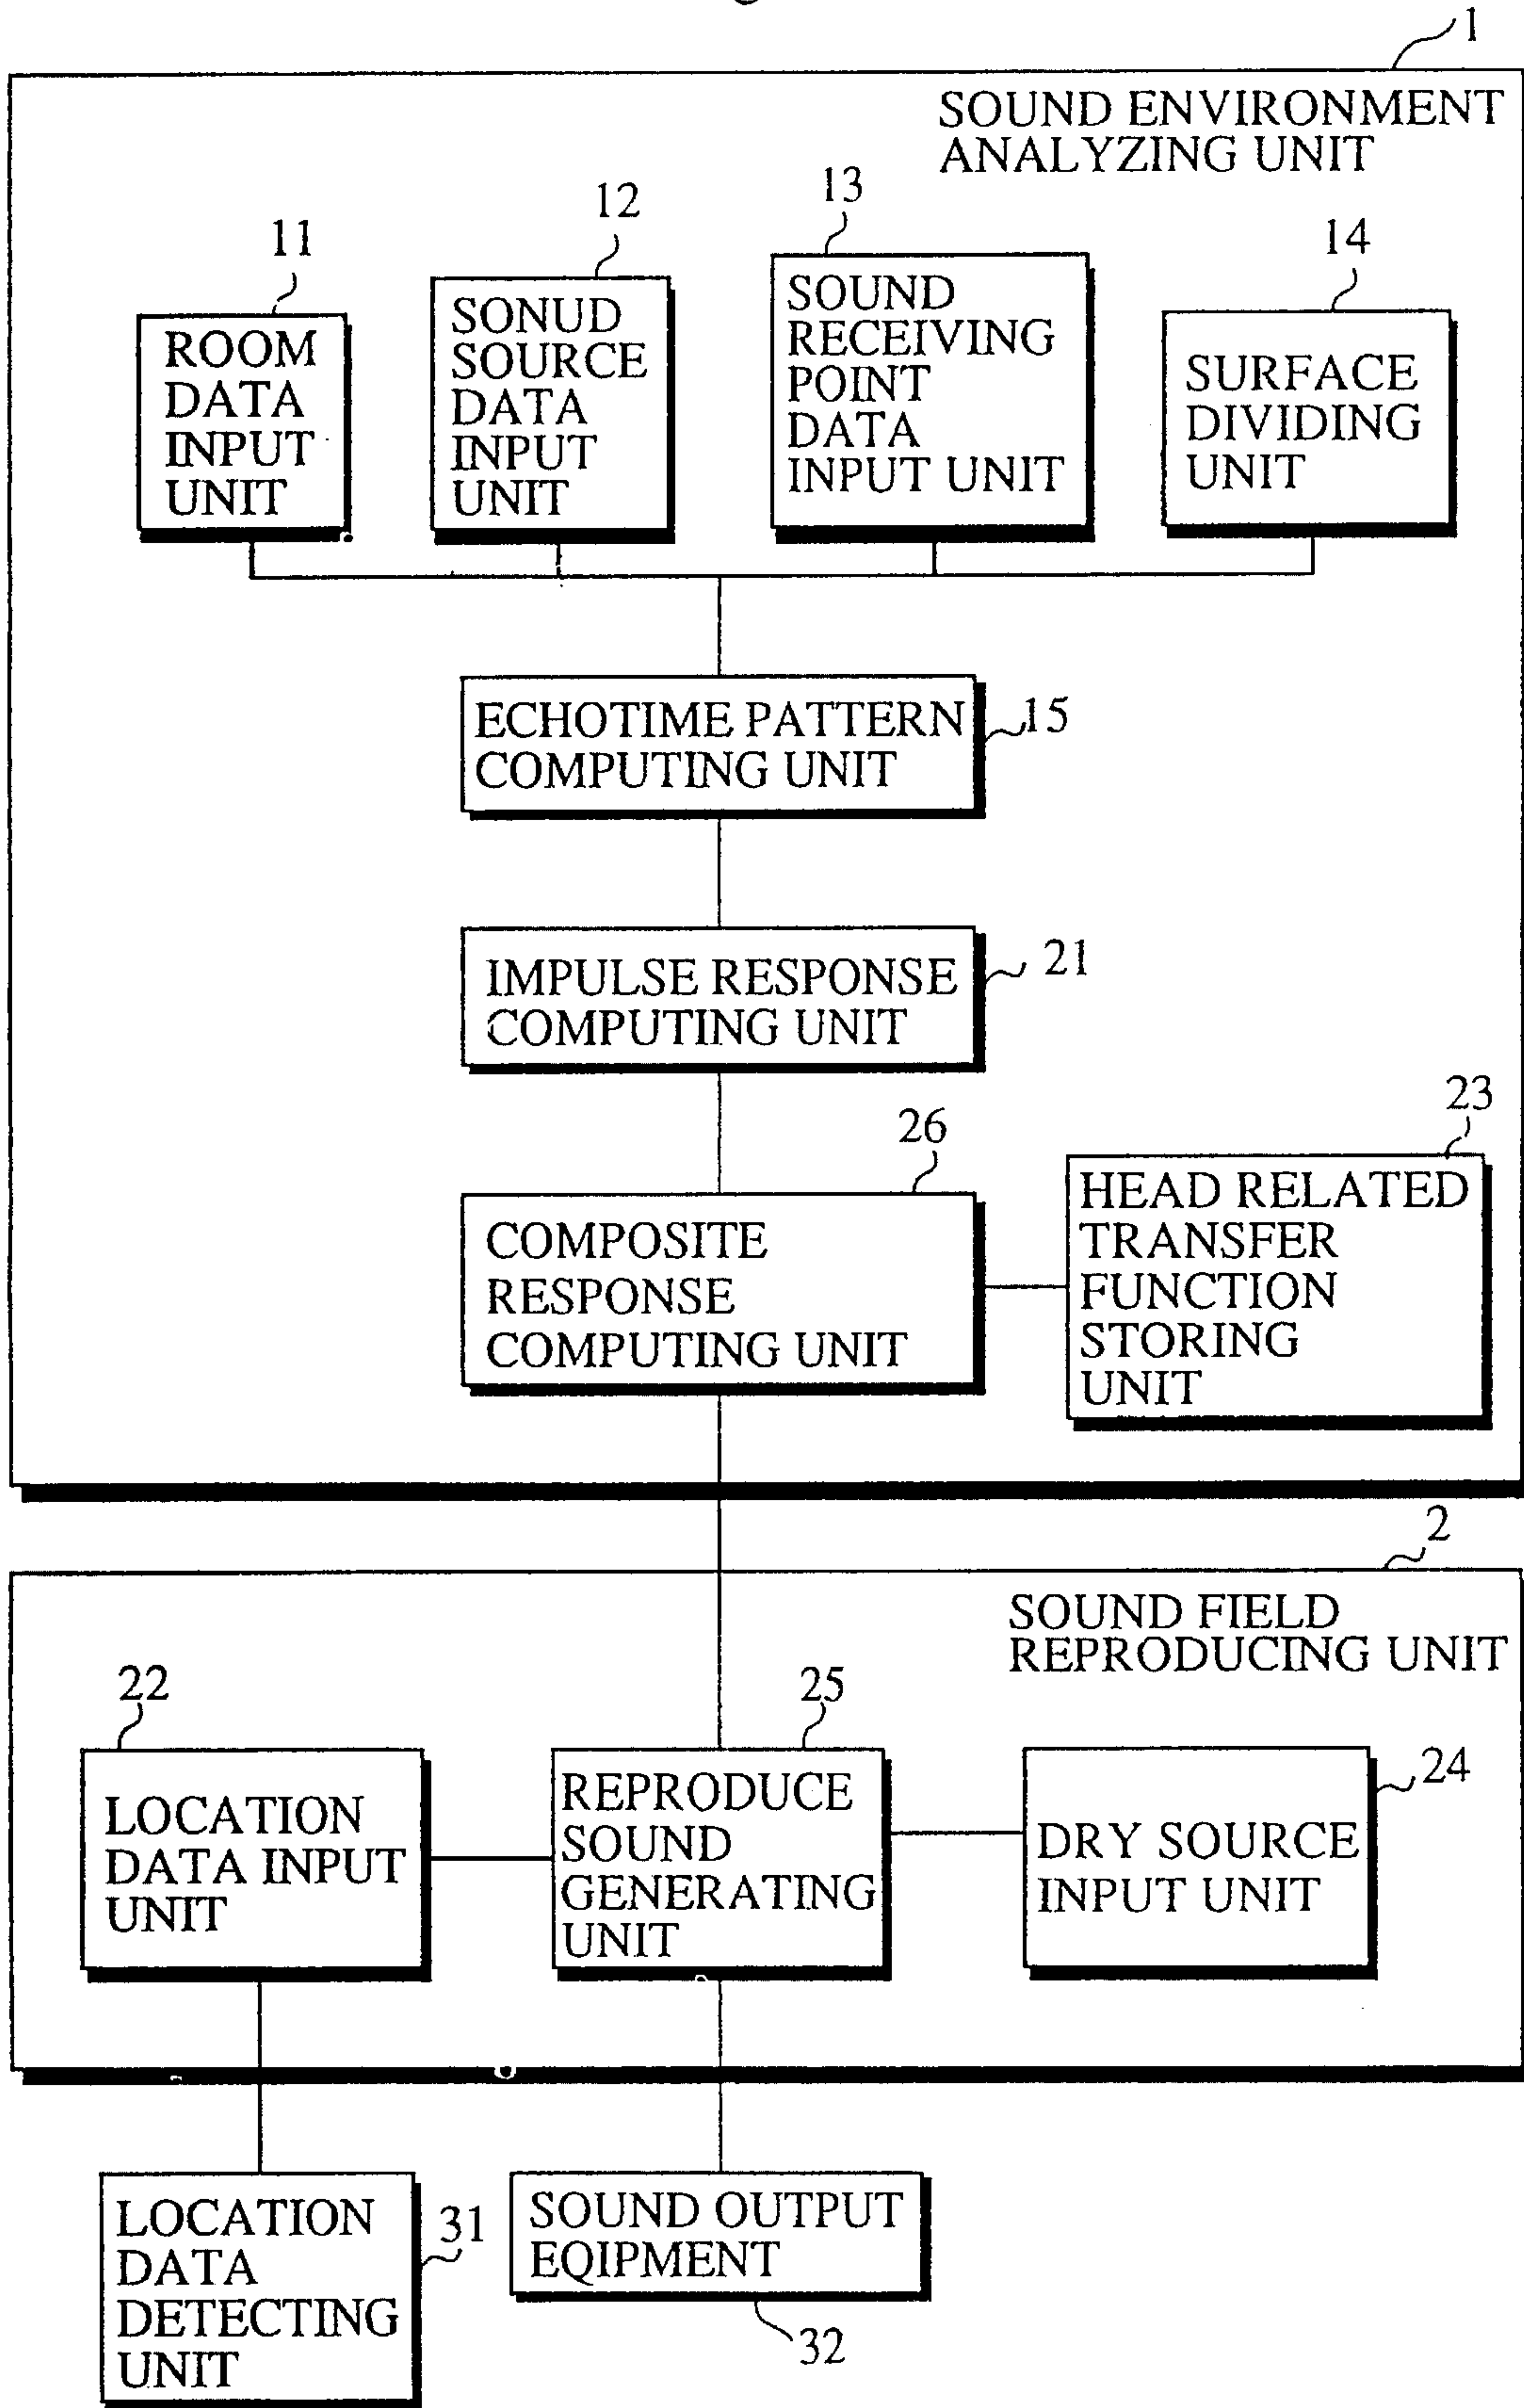 1
SOUND ENVIRONMENT
ANALYZING UNIT
11
ROOM
DATA
INPUT
UNIT
12
SONUD
SOURCE
DATA
INPUT
UNIT
13
SOUND
RECEIVING
POINT
DATA
INPUT UNIT
14
SURFACE
DIVIDING
UNIT
ECHOTIME PATTERN
COMPUTING UNIT
15
IMPULSE RESPONSE
COMPUTING UNIT
21
26
COMPOSITE
RESPONSE
COMPUTING UNIT
23
HEAD RELATED
TRANSFER
FUNCTION
STORING
UNIT
2
SOUND FIELD
REPRODUCING UNIT
22
LOCATION
DATA INPUT
UNIT
25
REPRODUCE
SOUND
GENERATING
UNIT
24
DRY SOURCE
INPUT UNIT
LOCATION
DATA
DETECTING
UNIT
31
SOUND OUTPUT
EQIPMENT
32